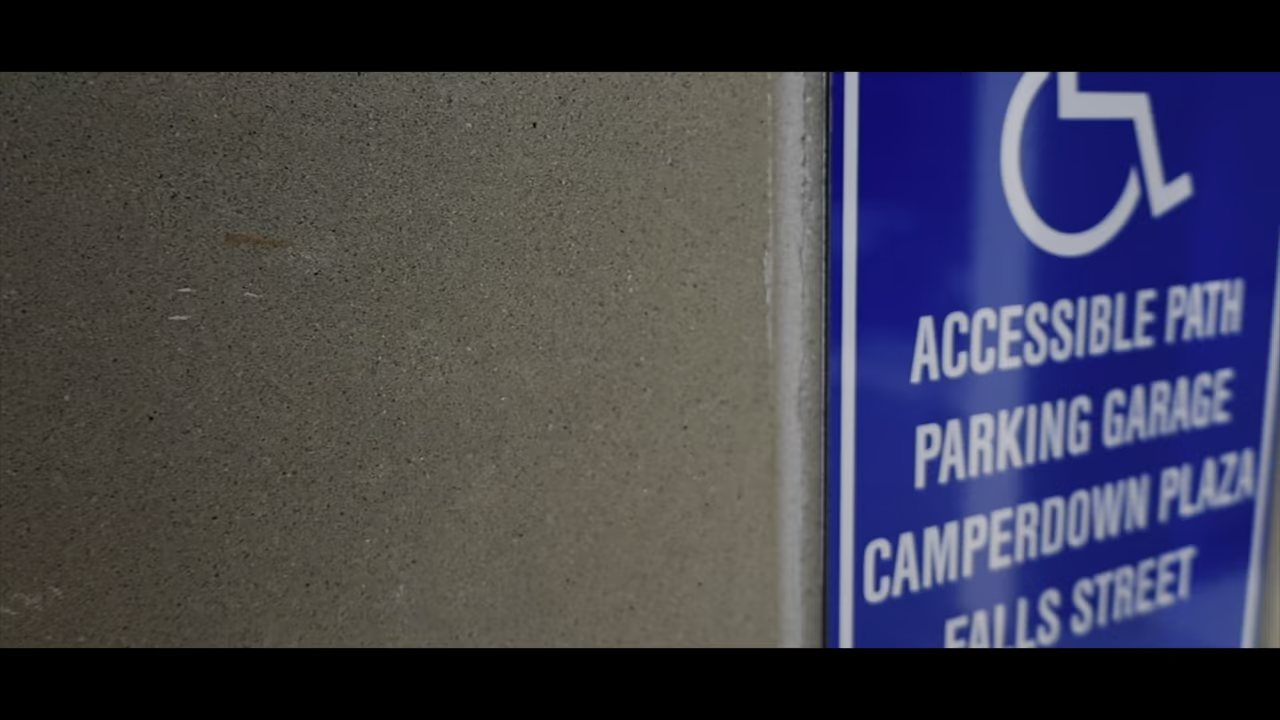 ACCESSIBLE PATH
PARKING GARAGE
CAMPERDOWN PLAZA
FALLS STREET